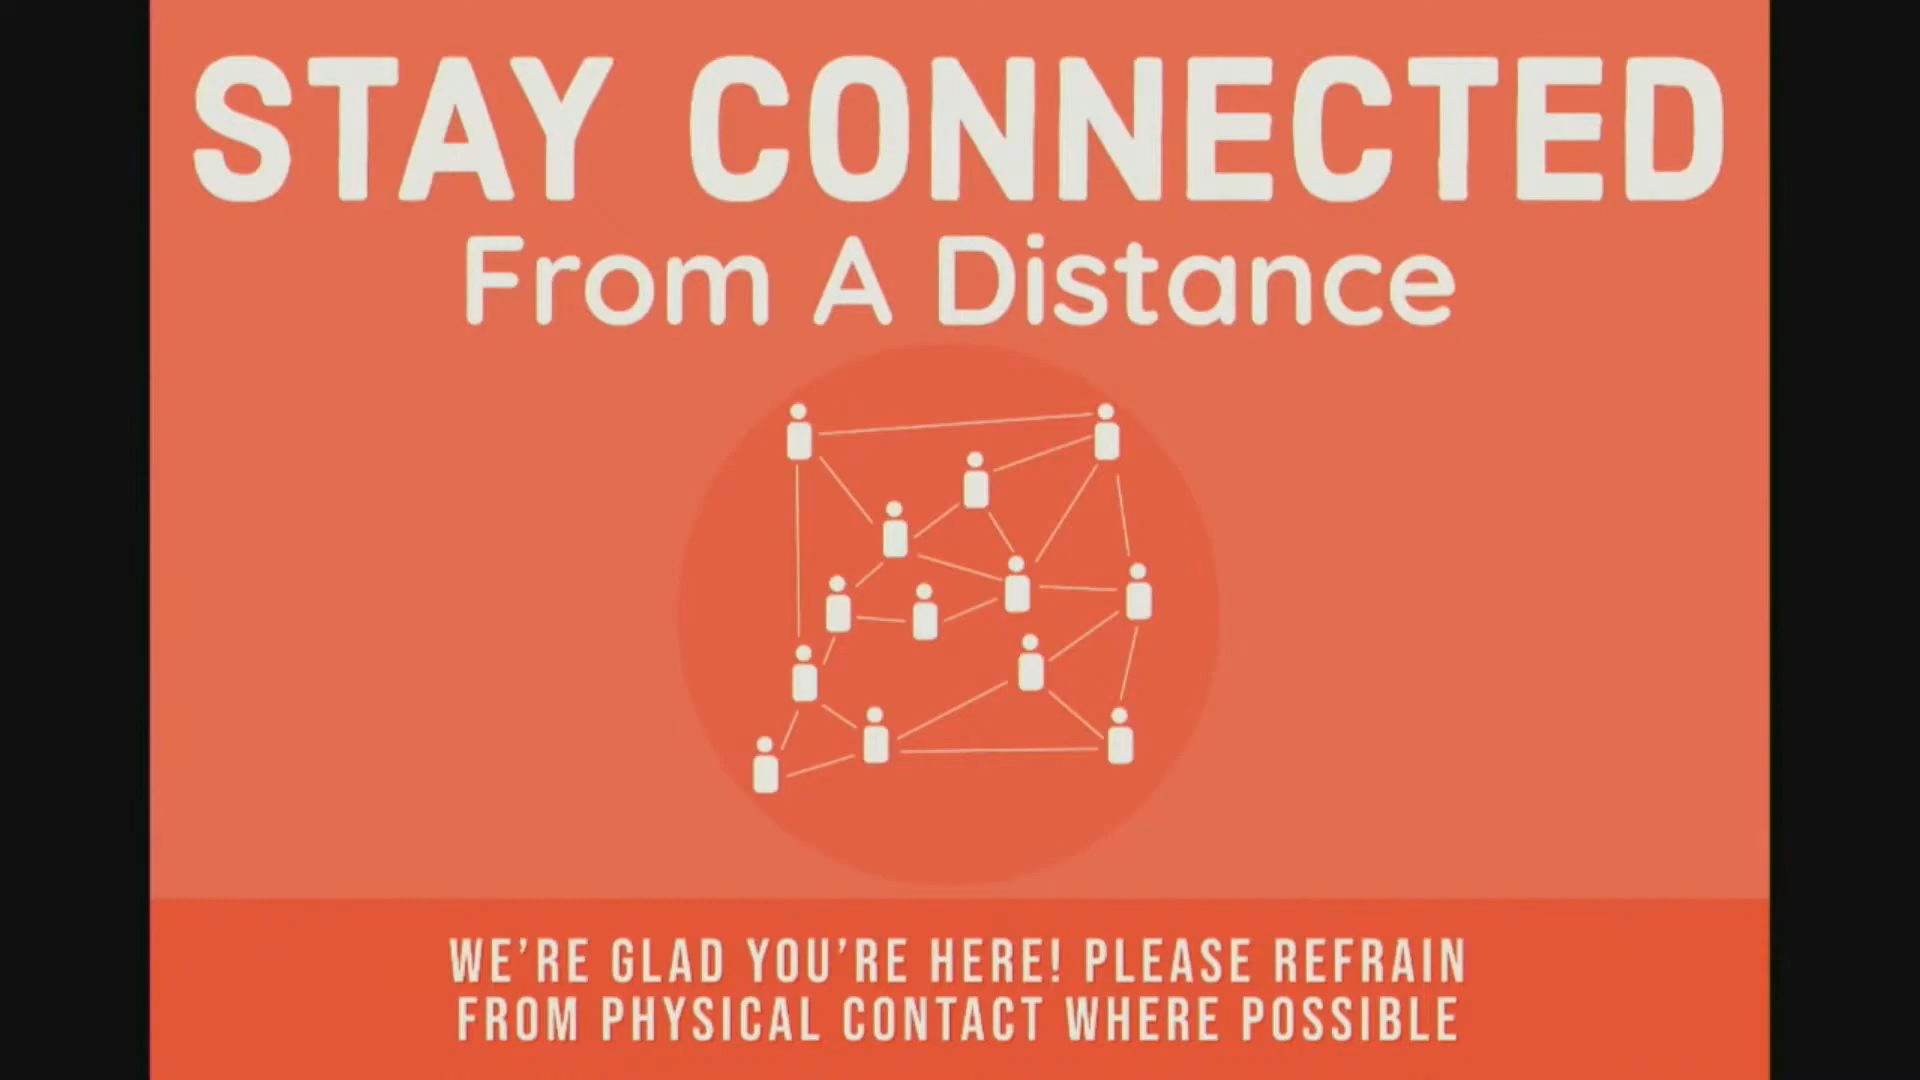 STAY CONNECTED
From A Distance
WE'RE GLAD YOU'RE HERE! PLEASE REFRAIN
FROM PHYSICAL CONTACT WHERE POSSIBLE